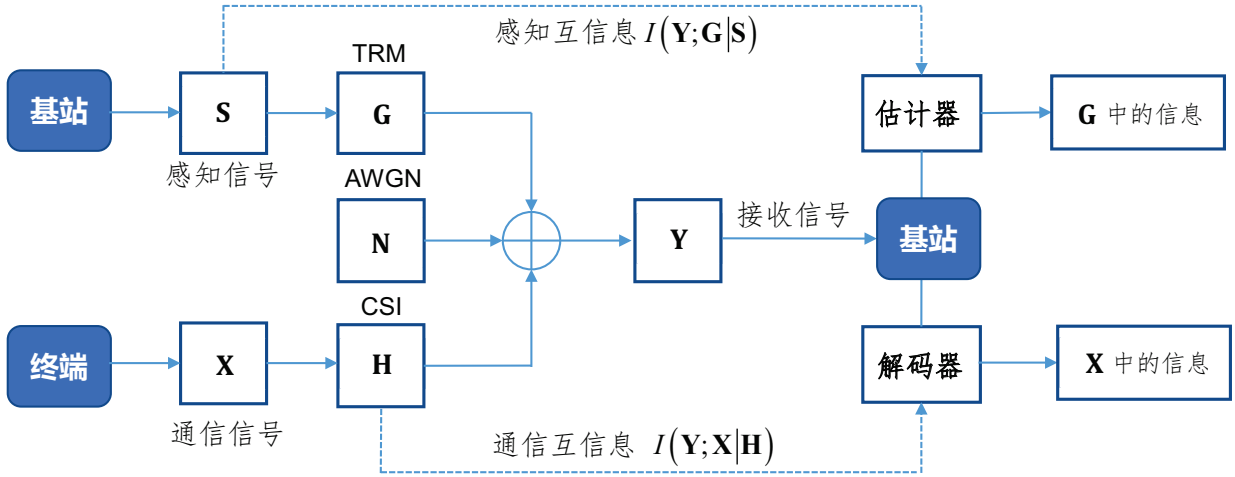 感知互信息 I(Y;G|S)
TRM
基站
S
G
估计器
G 中的信息
感知信号
AWGN
N
Y
接收信号
基站
CSI
终端
X
H
解码器
X 中的信息
通信信号
通信互信息 I(Y;X|H)